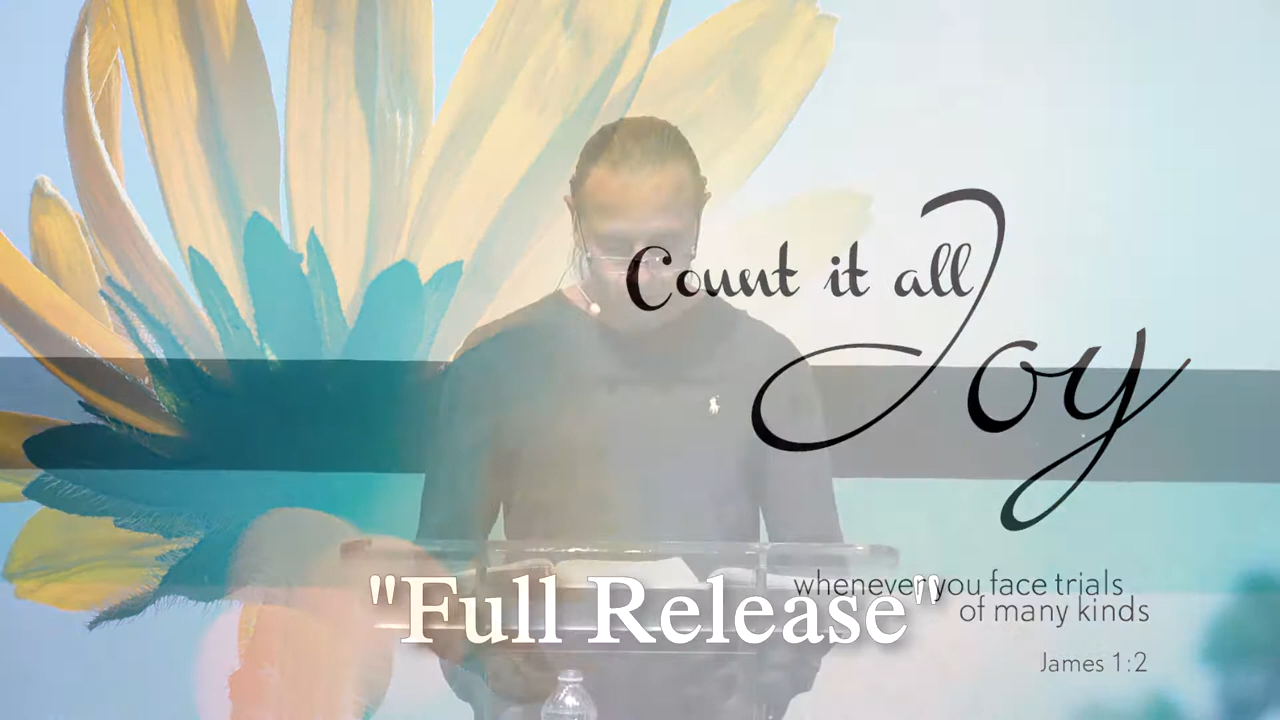 Count it all
Joy
whenever you face trials
of many kinds
"Full Release"
James 1:2